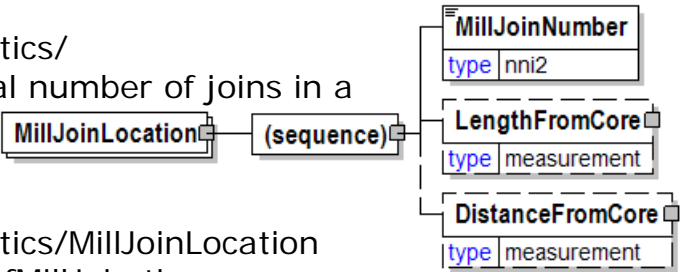 MillJoinNumber
type nni2
tics/
al number of joins in a
MillJoinLocation
(sequence)
LengthFromCore
type measurement
DistanceFromCore
type measurement
tics/MillJoinLocation